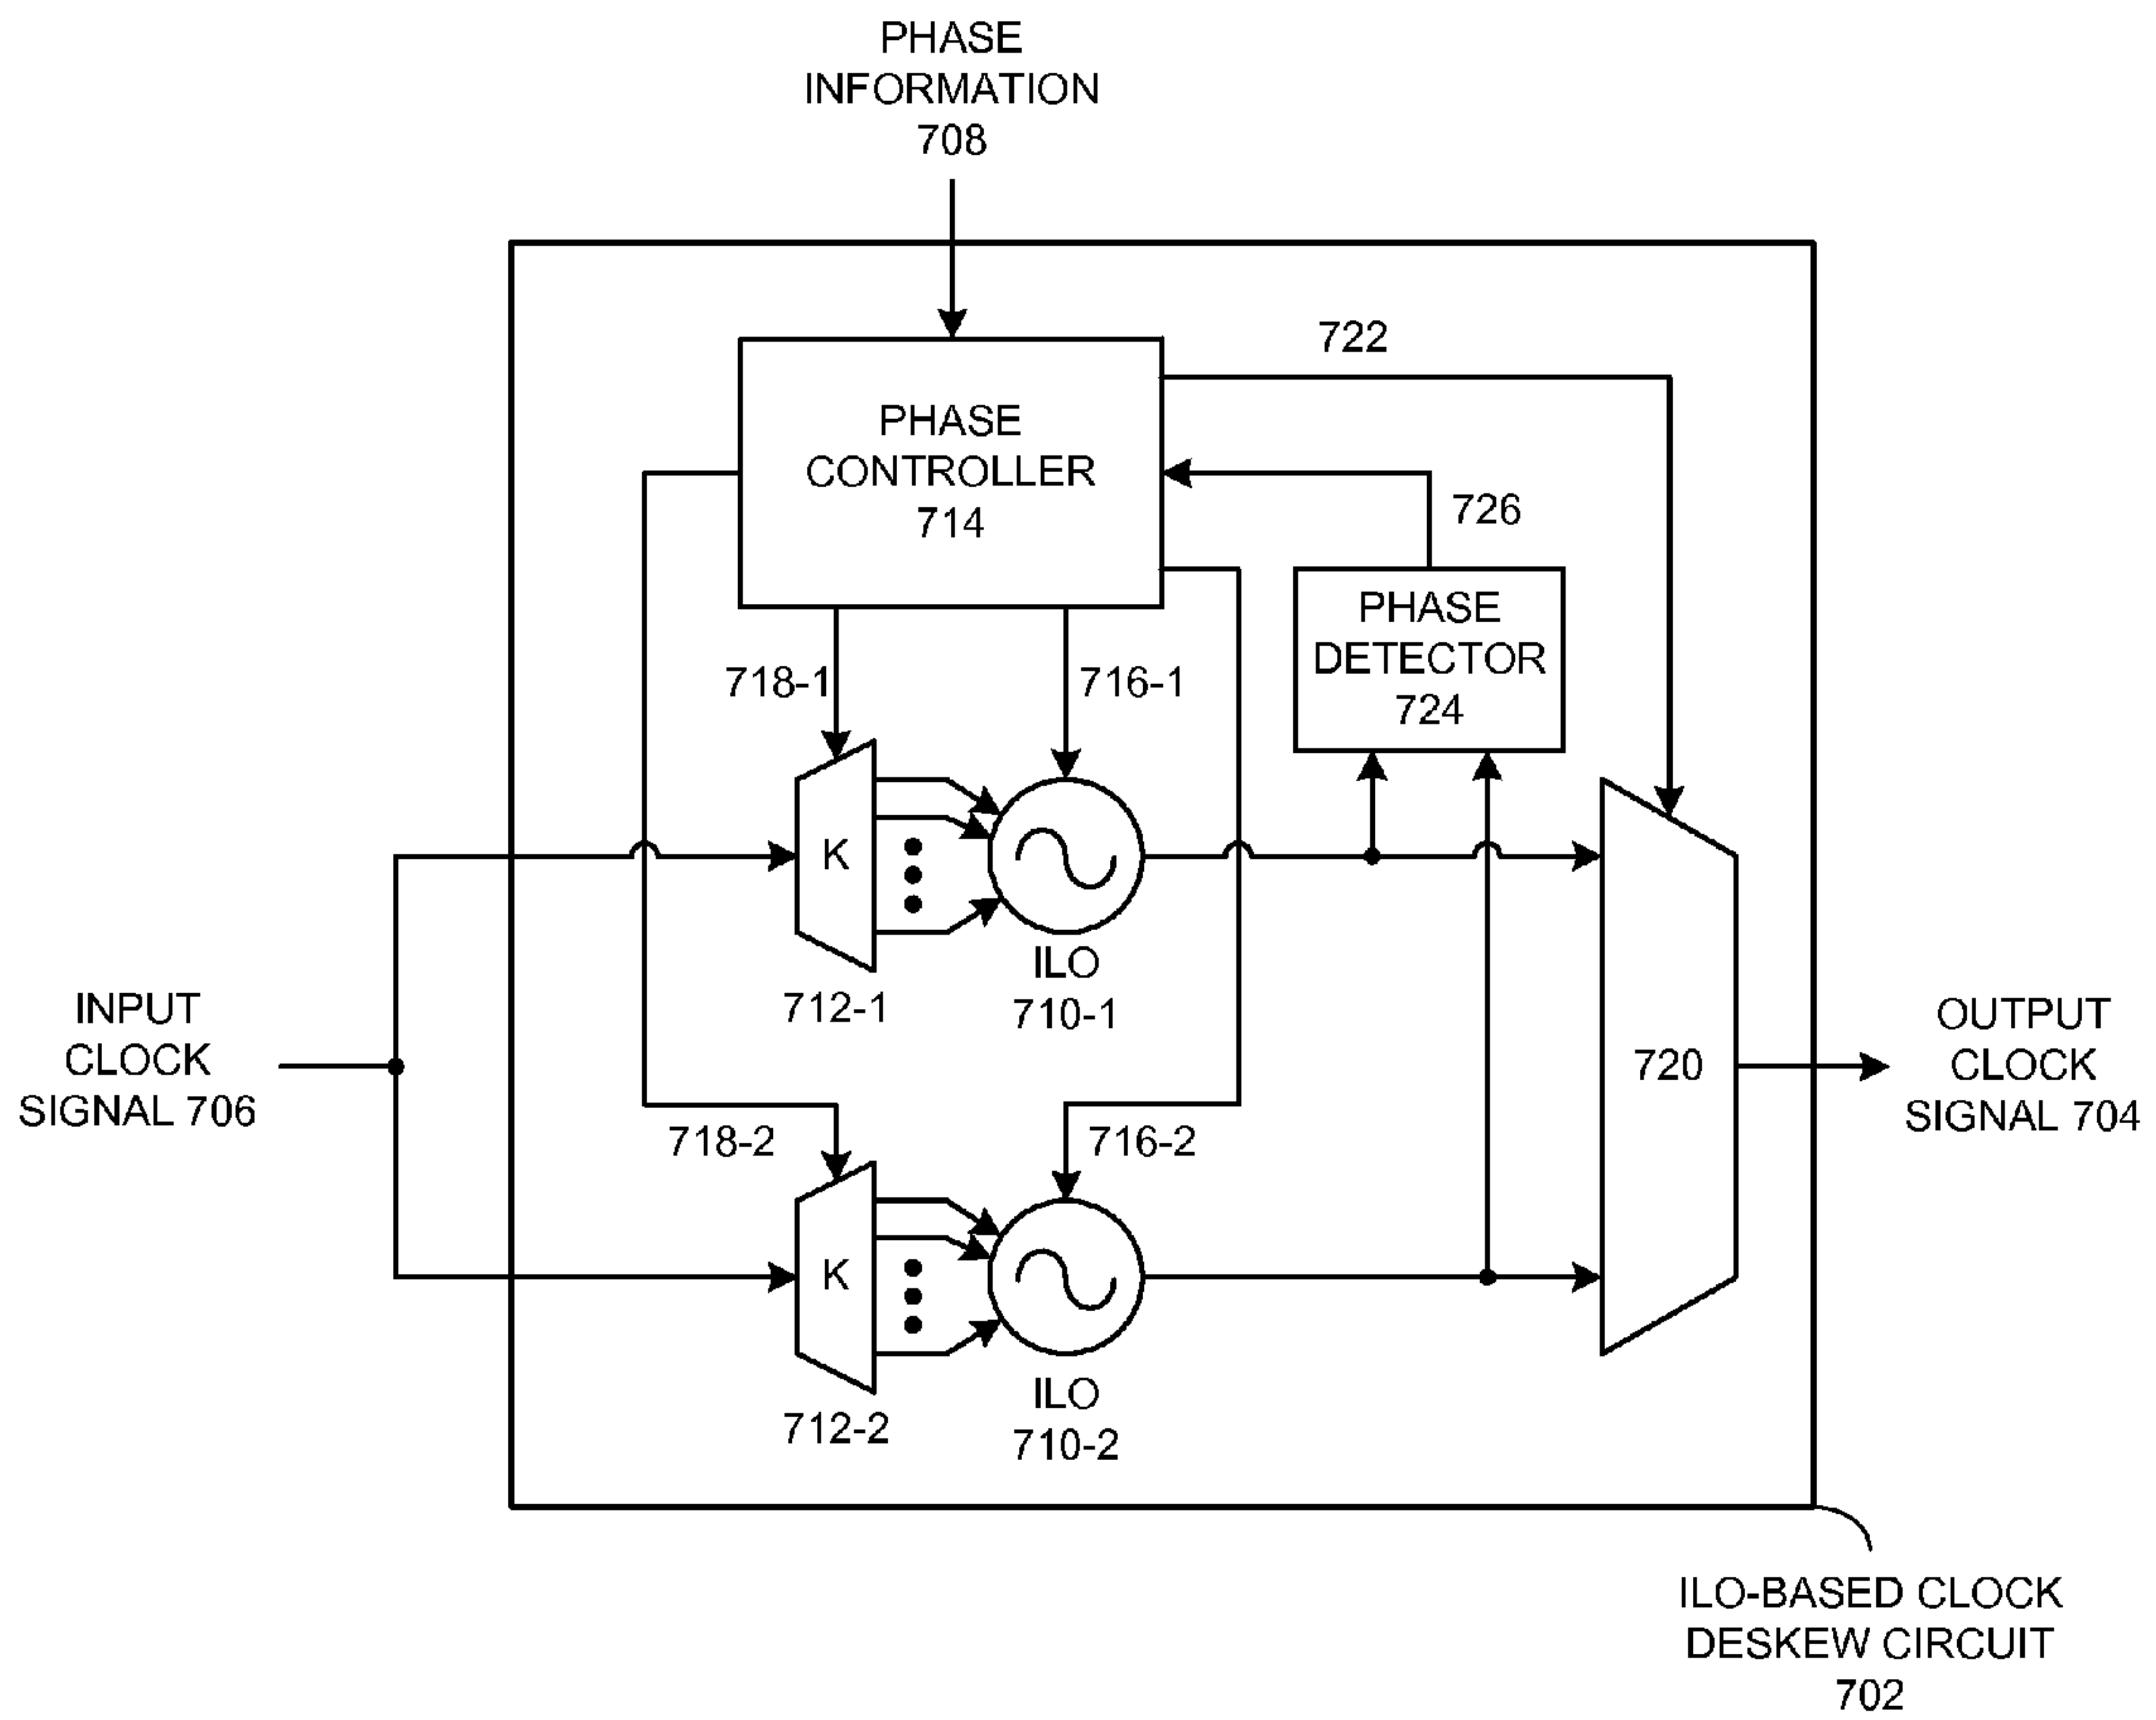 PHASE
INFORMATION
708
722
PHASE
CONTROLLER
714
726
PHASE
DETECTOR
724
718-1
716-1
K
ILO
710-1
712-1
INPUT
CLOCK
SIGNAL 706
720
OUTPUT
CLOCK
SIGNAL 704
718-2
716-2
K
ILO
710-2
712-2
ILO-BASED CLOCK
DESKEW CIRCUIT
702